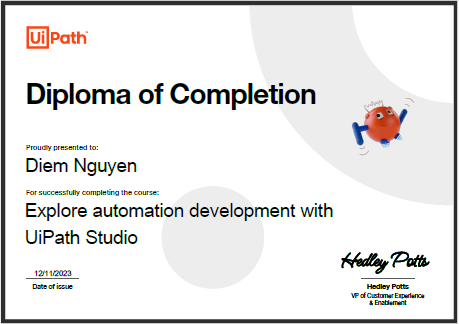 UiPath
Diploma of Completion
Proudly presented to:
Diem Nguyen
For successfully completing the course:
Explore automation development with
UiPath Studio
Hedley Potts
12/11/2023
Date of issue
Hedley Potts
VP of Customer Experience
& Enablement